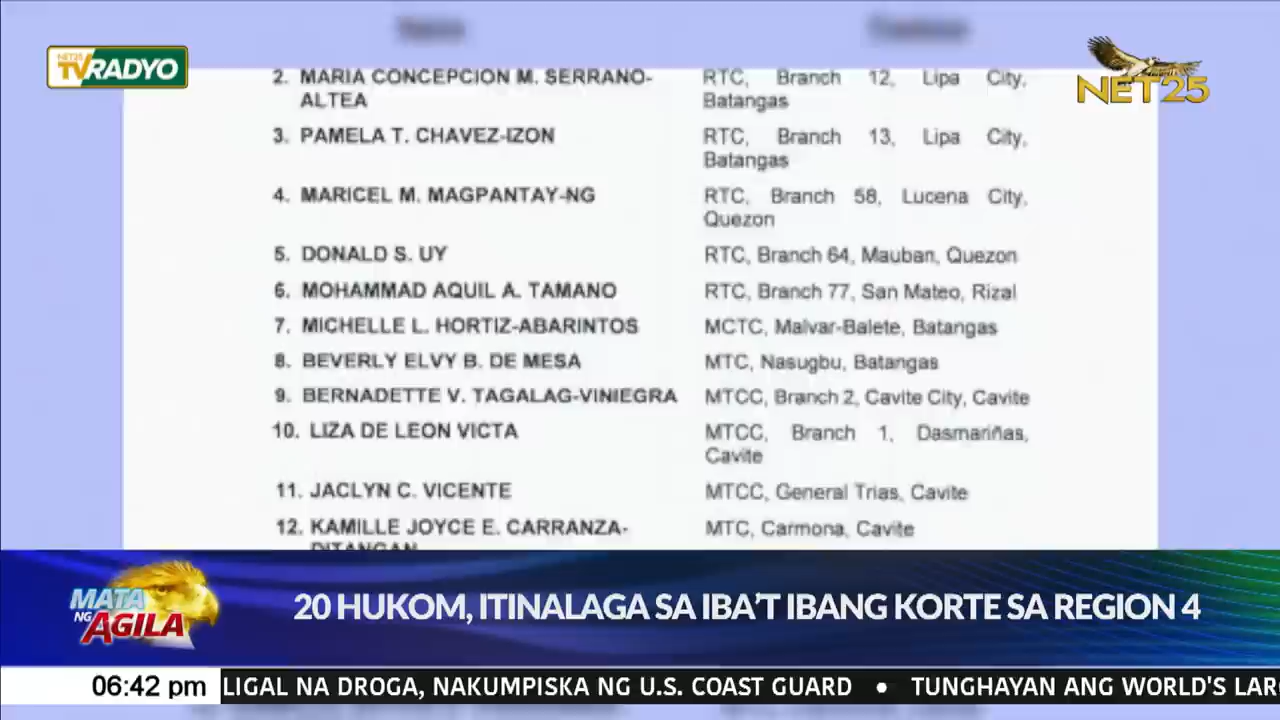 NET25
TVRADYO
NET25
2. MARIA CONCEPCION M. SERRANO-
ALTEA
RTC, Branch 12, Lipa City,
Batangas
3. PAMELA T. CHAVEZ-IZON
RTC, Branch 13, Lipa City,
Batangas
4. MARICEL M. MAGPANTAY-NG
RTC, Branch 58, Lucena City,
Quezon
5. DONALD S. UY
RTC, Branch 64, Mauban, Quezon
6. MOHAMMAD AQUIL A. TAMANO
RTC, Branch 77, San Mateo, Rizal
7. MICHELLE L. HORTIZ-ABARINTOS
MCTC, Malvar-Balete, Batangas
8. BEVERLY ELVY B. DE MESA
MTC, Nasugbu, Batangas
9. BERNADETTE V. TAGALAG-VINIEGRA
MTCC, Branch 2, Cavite City, Cavite
10. LIZA DE LEON VICTA
MTCC, Branch 1, Dasmariñas,
Cavite
11. JACLYN C. VICENTE
MTCC, General Trias, Cavite
12. KAMILLE JOYCE E. CARRANZA-
DITANGAN
MTC, Carmona, Cavite
MATA
NG
AGILA
20 HUKOM, ITINALAGA SA IBA'T IBANG KORTE SA REGION 4
06:42 pm
LIGAL NA DROGA, NAKUMPISKA NG U.S. COAST GUARD • TUNGHAYAN ANG WORLD'S LAR